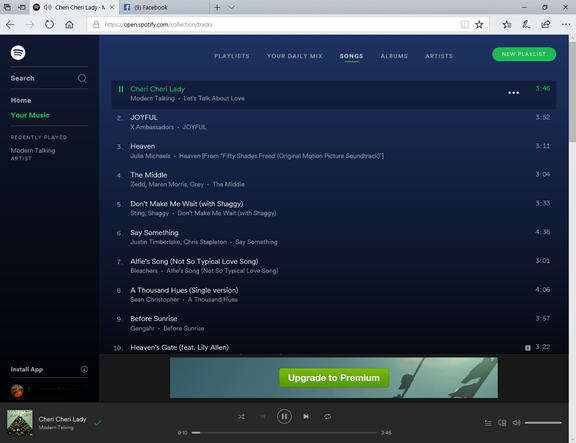 Cheri Cheri Lady - M
(9) Facebook
https://open.spotify.com/collection/tracks
Search
Home
Your Music
RECENTLY PLAYED
Modern Talking
ARTIST
Install App
PLAYLISTS YOUR DAILY MIX SONGS ALBUMS ARTISTS
NEW PLAYLIST
Cheri Cheri Lady 3:46
Modern Talking • Let's Talk About Love
2. JOYFUL 3:52
X Ambassadors • JOYFUL
3. Heaven 3:11
Julia Michaels • Heaven [From "Fifty Shades Freed (Original Motion Picture Soundtrack)"]
4. The Middle 3:04
Zedd, Maren Morris, Grey • The Middle
5. Don't Make Me Wait (with Shaggy) 3:33
Sting, Shaggy • Don't Make Me Wait (with Shaggy)
6. Say Something 4:38
Justin Timberlake, Chris Stapleton • Say Something
7. Alfie's Song (Not So Typical Love Song) 3:01
Bleachers • Alfie's Song (Not So Typical Love Song)
8. A Thousand Hues (Single version) 4:06
Sean Christopher • A Thousand Hues
9. Before Sunrise 3:57
Gengahr • Before Sunrise
10. Heaven's Gate (feat. Lily Allen) E 3:22
Upgrade to Premium
Cheri Cheri Lady
Modern Talking
0:10 3:46